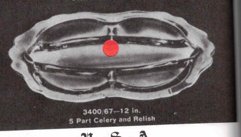 3400/67—12 in.
5 Part Celery and Relish